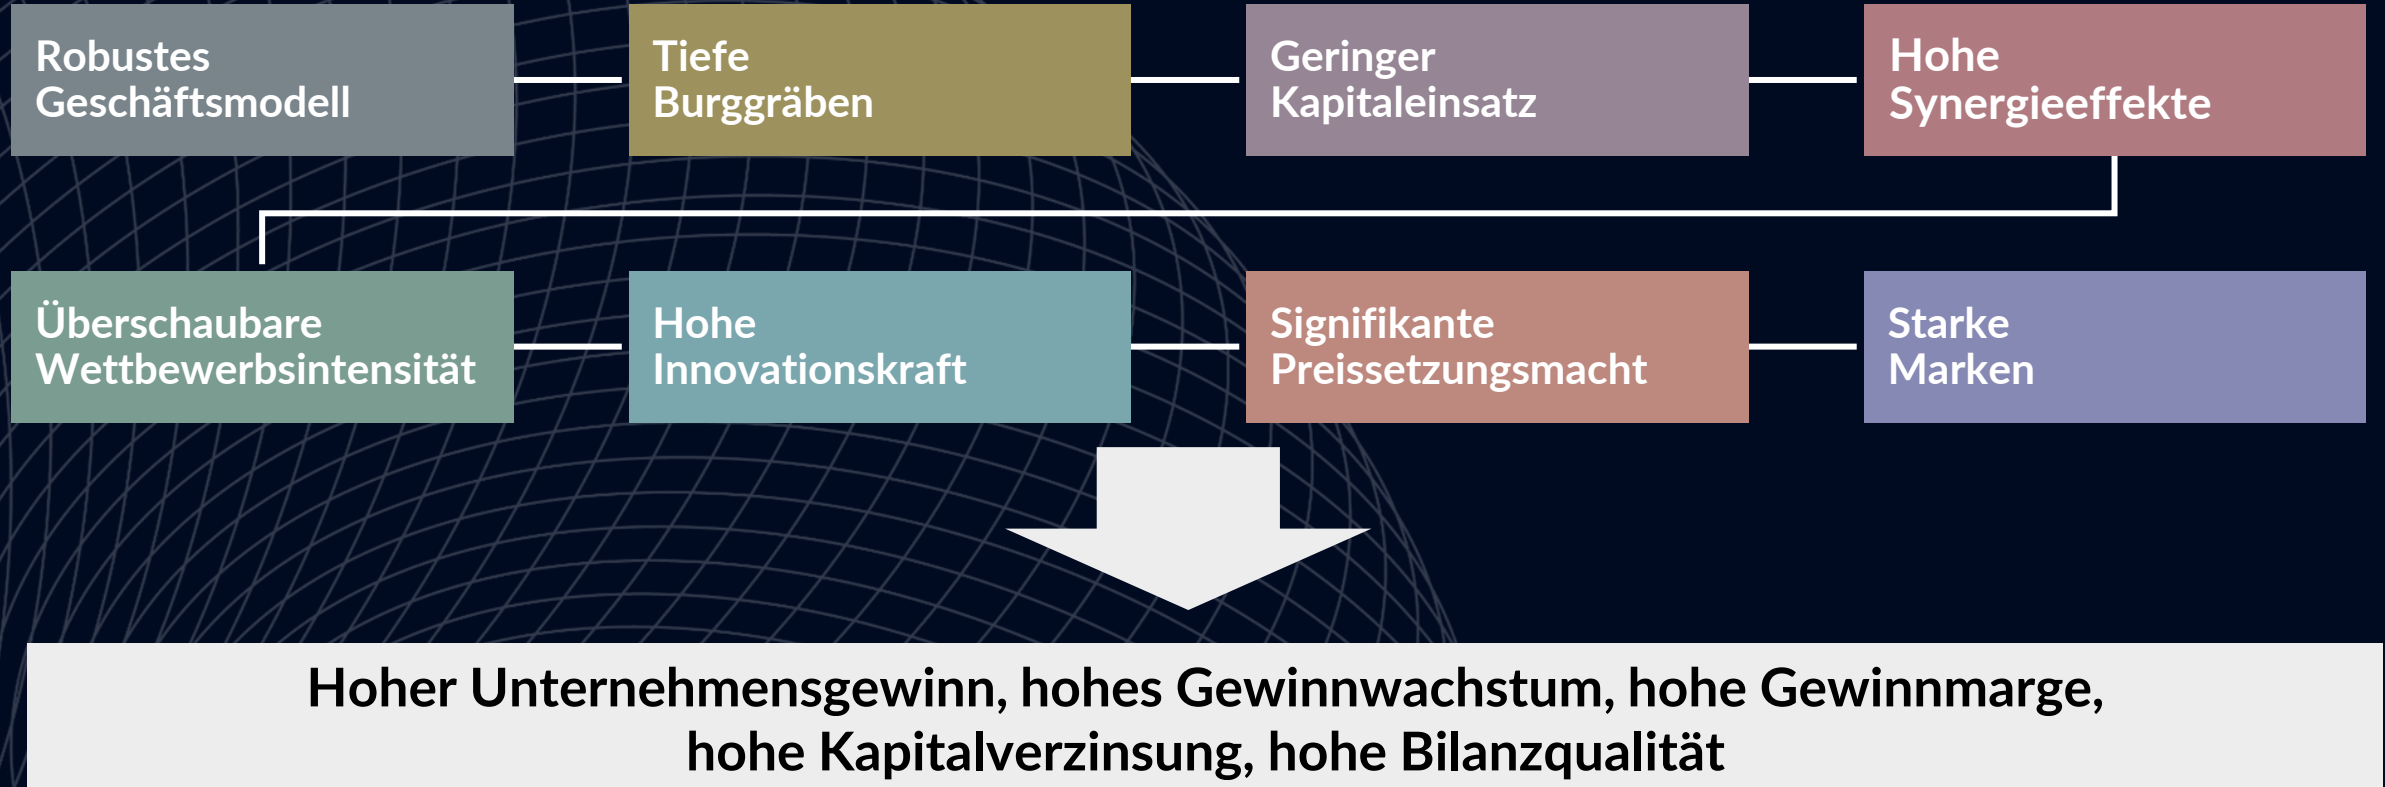 Robustes
Geschäftsmodell
Tiefe
Burggräben
Geringer
Kapitaleinsatz
Hohe
Synergieeffekte
Überschaubare
Wettbewerbsintensität
Hohe
Innovationskraft
Signifikante
Preissetzungsmacht
Starke
Marken
Hoher Unternehmensgewinn, hohes Gewinnwachstum, hohe Gewinnmarge,
hohe Kapitalverzinsung, hohe Bilanzqualität